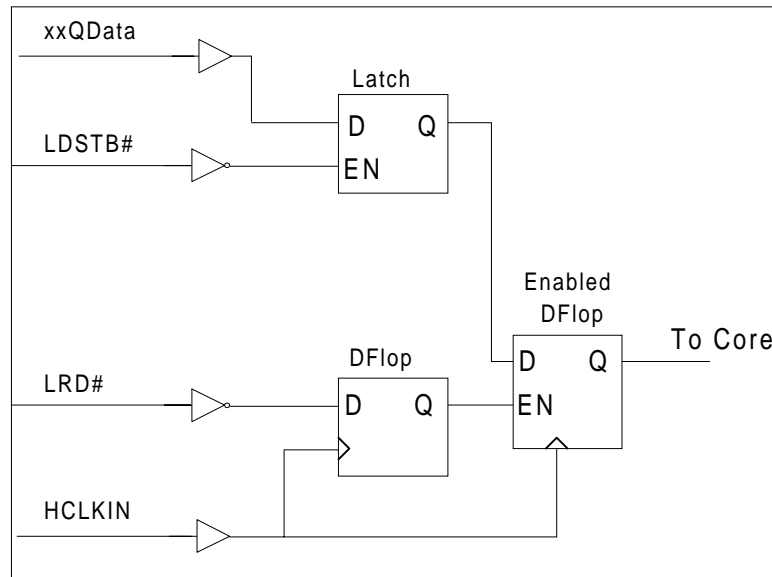 xxQData
Latch
D Q
LDSTB#
EN
Enabled
DFlop
To Core
D Q
EN
DFlop
LRD#
D Q
HCLKIN